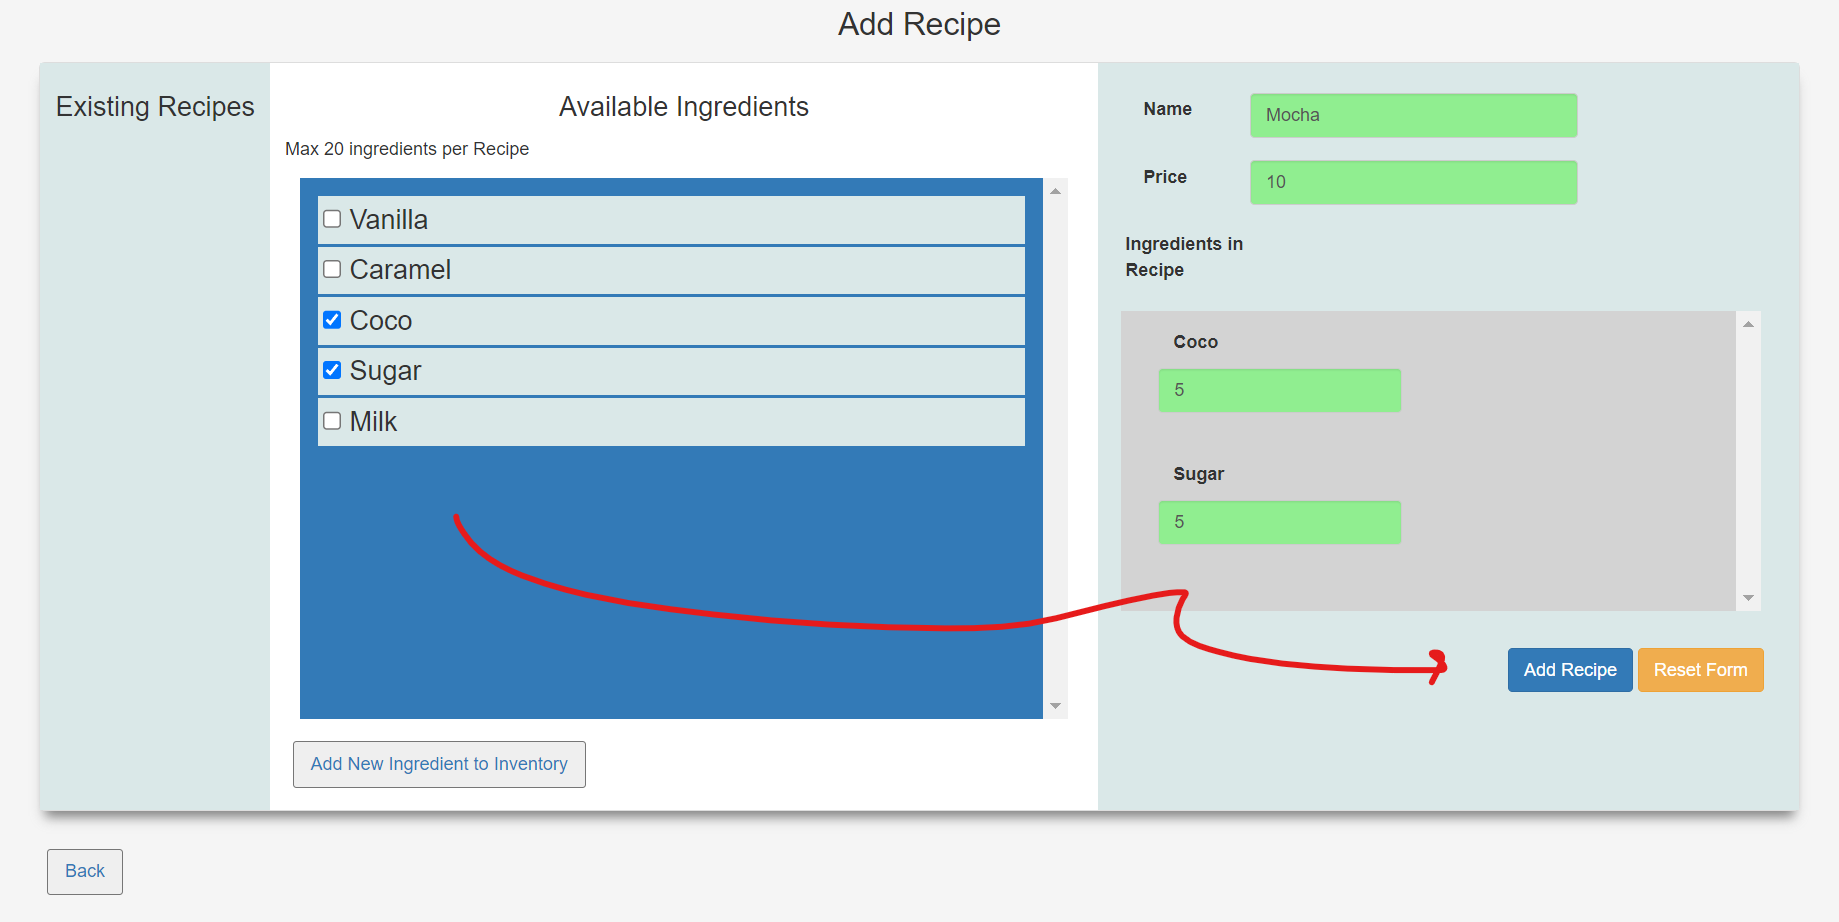 Add Recipe
Existing Recipes
Available Ingredients
Max 20 ingredients per Recipe
Vanilla
Caramel
Coco
Sugar
Milk
Add New Ingredient to Inventory
Name
Mocha
Price
10
Ingredients in
Recipe
Coco
5
Sugar
5
Add Recipe
Reset Form
Back